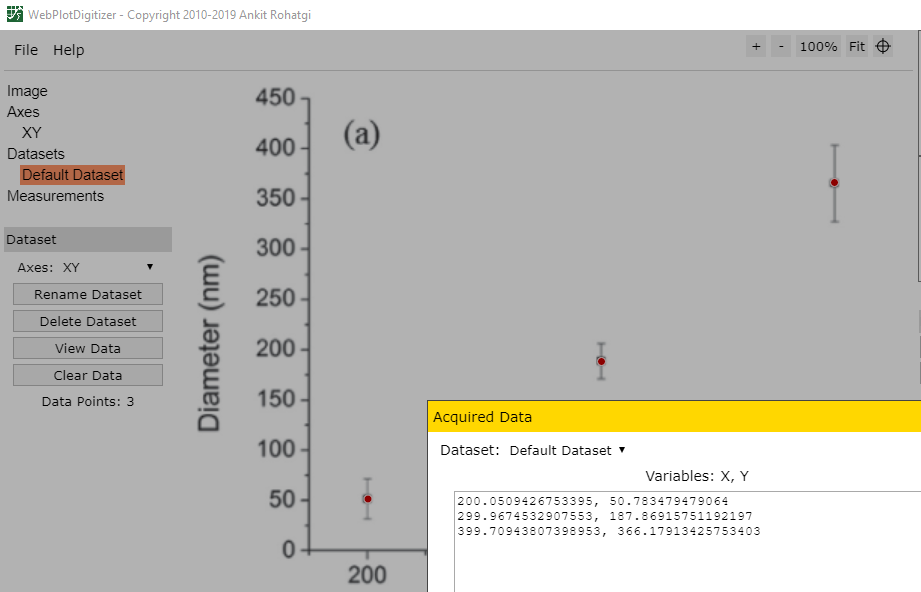 WebPlotDigitizer - Copyright 2010-2019 Ankit Rohatgi
File Help
+ - 100% Fit
Image
Axes
XY
Datasets
Default Dataset
Measurements
Dataset
Axes: XY
Rename Dataset
Delete Dataset
View Data
Clear Data
Data Points: 3
(a)
Diameter (nm)
450
400
350
300
250
200
150
100
50
0
200
Acquired Data
Dataset: Default Dataset
Variables: X, Y
200.0509426753395, 50.783479479064
299.9674532907553, 187.86915751192197
399.70943807398953, 366.17913425753403